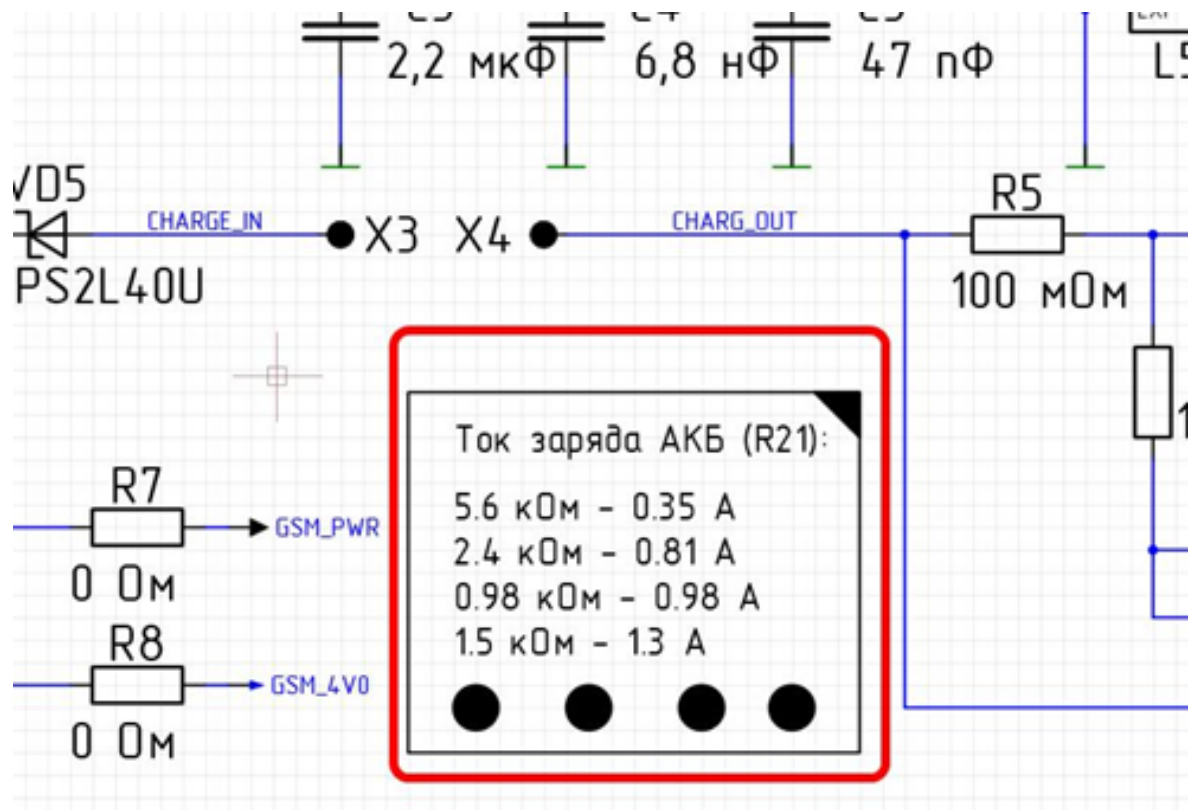 2,2 мкФ
6,8 нФ
47 пФ
VD5
CHARGE_IN
X3
X4
CHARG_OUT
R5
PS2L40U
100 мОм
Ток заряда АКБ (R21):
5.6 кОм - 0.35 А
2.4 кОм - 0.81 А
0.98 кОм - 0.98 А
1.5 кОм - 1.3 А
R7
GSM_PWR
0 Ом
R8
GSM_4V0
0 Ом